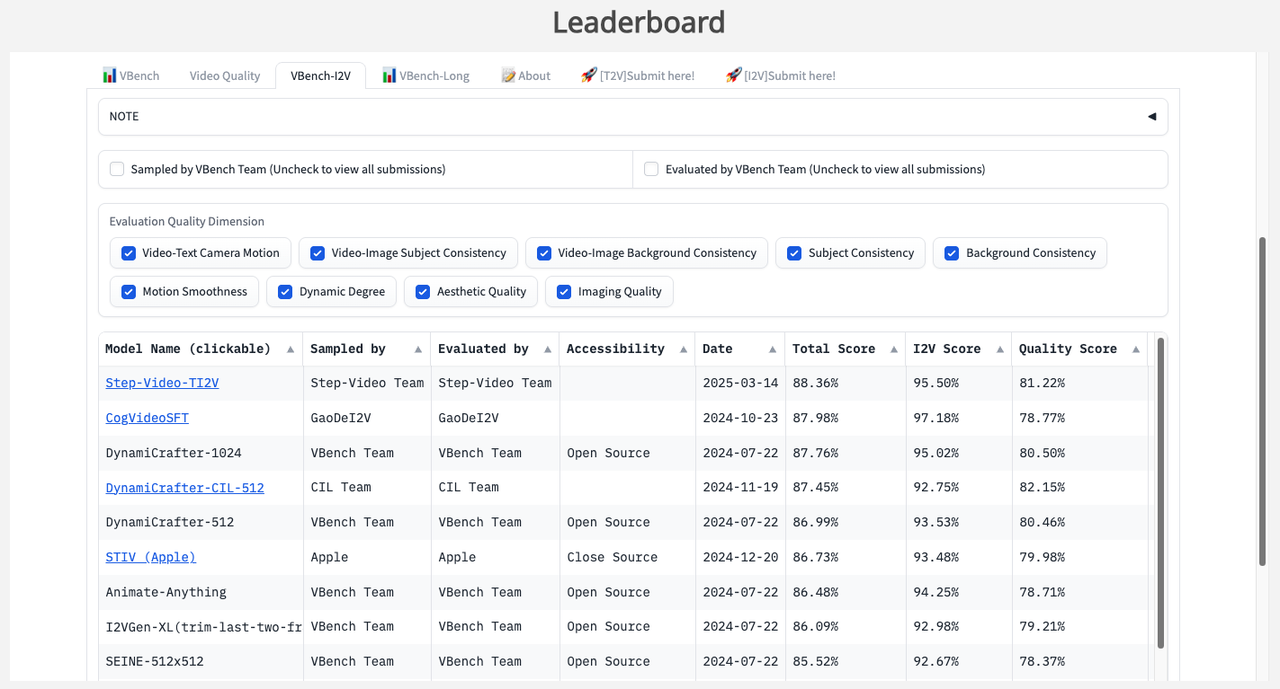 Leaderboard
VBench Video Quality VBench-I2V VBench-Long About [T2V]Submit here! [I2V]Submit here!
NOTE
Sampled by VBench Team (Uncheck to view all submissions) Evaluated by VBench Team (Uncheck to view all submissions)
Evaluation Quality Dimension
Video-Text Camera Motion Video-Image Subject Consistency Video-Image Background Consistency Subject Consistency Background Consistency
Motion Smoothness Dynamic Degree Aesthetic Quality Imaging Quality
Model Name (clickable) Sampled by Evaluated by Accessibility Date Total Score I2V Score Quality Score
Step-Video-TI2V Step-Video Team Step-Video Team 2025-03-14 88.36% 95.50% 81.22%
CogVideoSFT GaoDeI2V GaoDeI2V 2024-10-23 87.98% 97.18% 78.77%
DynamiCrafter-1024 VBench Team VBench Team Open Source 2024-07-22 87.76% 95.02% 80.50%
DynamiCrafter-CIL-512 CIL Team CIL Team 2024-11-19 87.45% 92.75% 82.15%
DynamiCrafter-512 VBench Team VBench Team Open Source 2024-07-22 86.99% 93.53% 80.46%
STIV (Apple) Apple Apple Close Source 2024-12-20 86.73% 93.48% 79.98%
Animate-Anything VBench Team VBench Team Open Source 2024-07-22 86.48% 94.25% 78.71%
I2VGen-XL(trim-last-two-fr VBench Team VBench Team Open Source 2024-07-22 86.09% 92.98% 79.21%
SEINE-512x512 VBench Team VBench Team Open Source 2024-07-22 85.52% 92.67% 78.37%